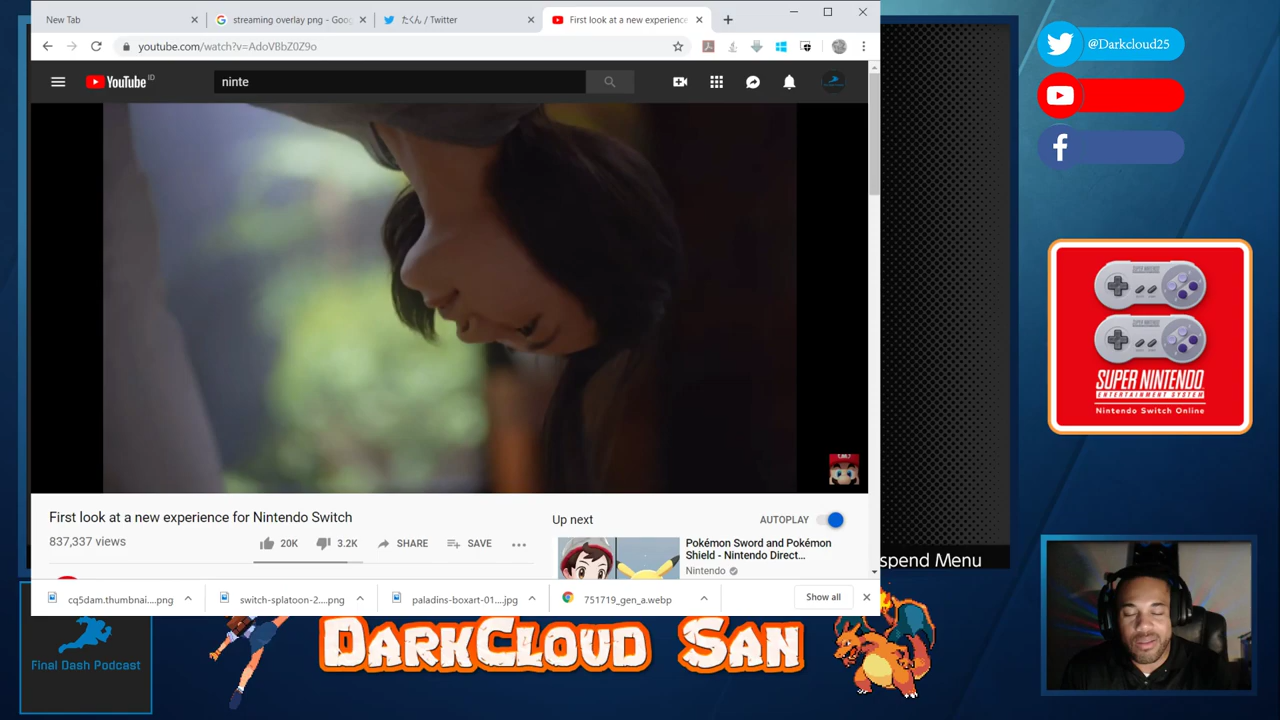 New Tab
streaming overlay png - Goog
たくん / Twitter
First look at a new experience
youtube.com/watch?v=AdoVBbZ0Z9o
YouTube ID
ninte
First look at a new experience for Nintendo Switch
837,337 views
20K
3.2K
SHARE
SAVE
Up next
AUTOPLAY
Pokémon Sword and Pokémon
Shield - Nintendo Direct...
Nintendo
cq5dam.thumbnai....png
switch-splatoon-2....png
paladins-boxart-01....jpg
751719_gen_a.webp
Show all
spend Menu
@Darkcloud25
SUPER NINTENDO
ENTERTAINMENT SYSTEM
Nintendo Switch Online
Final Dash Podcast
DarkCloud San